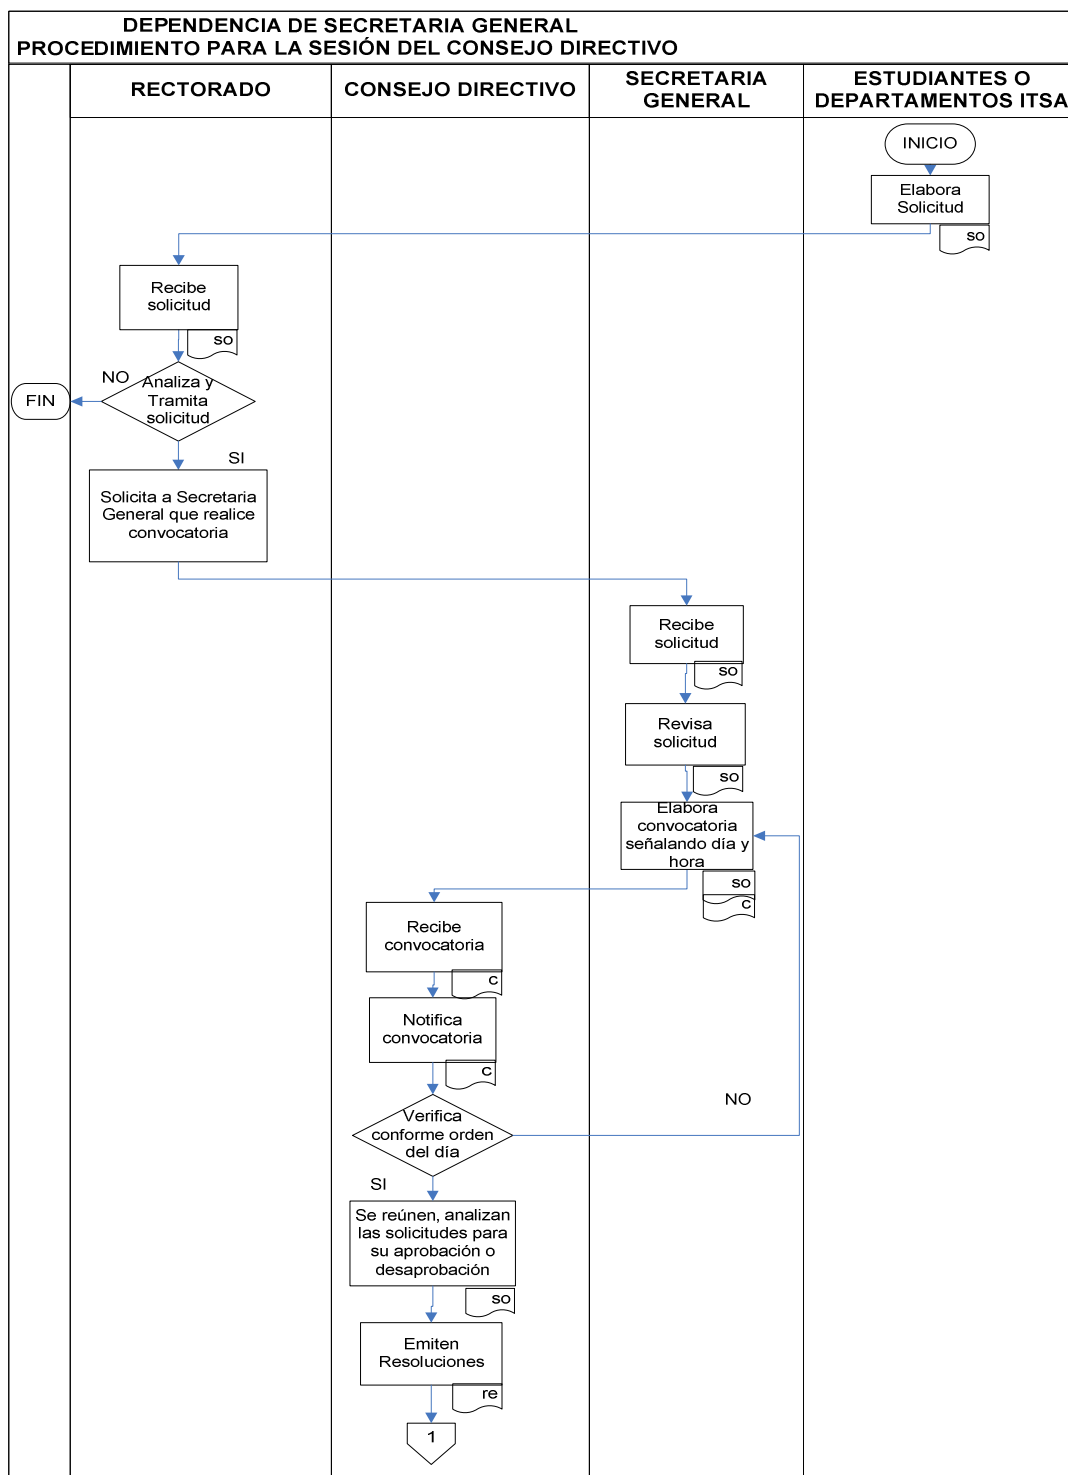 DEPENDENCIA DE SECRETARIA GENERAL
PROCEDIMIENTO PARA LA SESIÓN DEL CONSEJO DIRECTIVO
RECTORADO
CONSEJO DIRECTIVO
SECRETARIA
GENERAL
ESTUDIANTES O
DEPARTAMENTOS ITSA
INICIO
Elabora
Solicitud
so
Recibe
solicitud
so
NO
Analiza y
Tramita
solicitud
FIN
SI
Solicita a Secretaria
General que realice
convocatoria
Recibe
solicitud
so
Revisa
solicitud
so
Elabora
convocatoria
señalando día y
hora
so
c
Recibe
convocatoria
c
Notifica
convocatoria
c
NO
Verifica
conforme orden
del día
SI
Se reúnen, analizan
las solicitudes para
su aprobación o
desaprobación
so
Emiten
Resoluciones
re
1